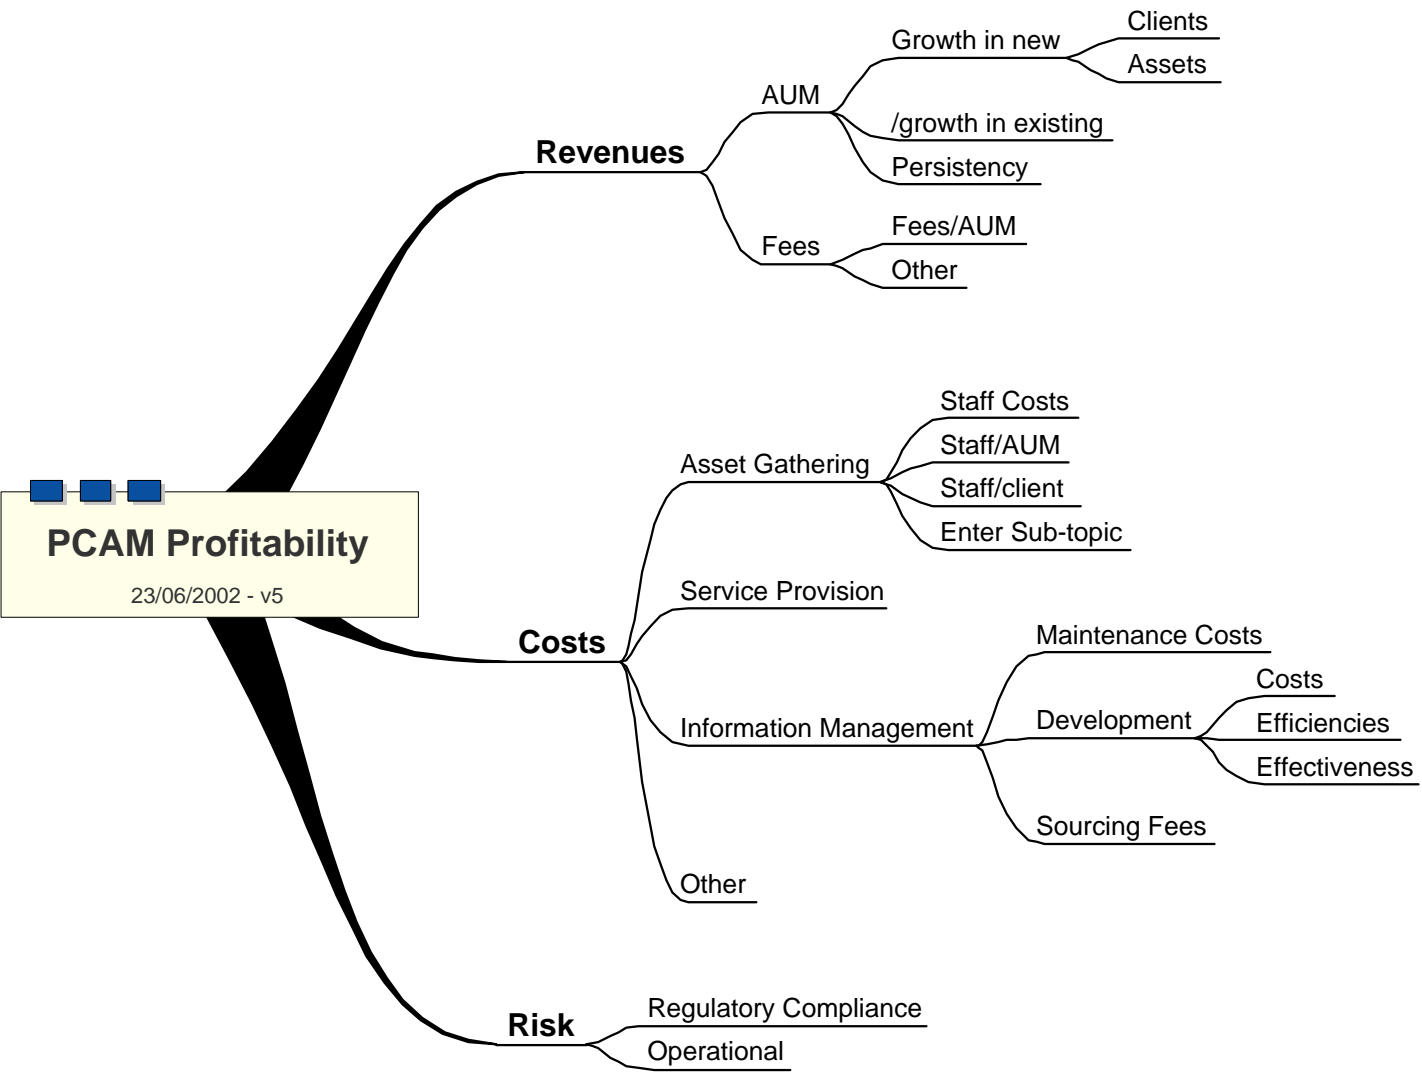 PCAM Profitability
23/06/2002 - v5
Revenues
AUM
Growth in new
Clients
Assets
/growth in existing
Persistency
Fees
Fees/AUM
Other
Costs
Asset Gathering
Staff Costs
Staff/AUM
Staff/client
Enter Sub-topic
Service Provision
Information Management
Maintenance Costs
Development
Costs
Efficiencies
Effectiveness
Sourcing Fees
Other
Risk
Regulatory Compliance
Operational